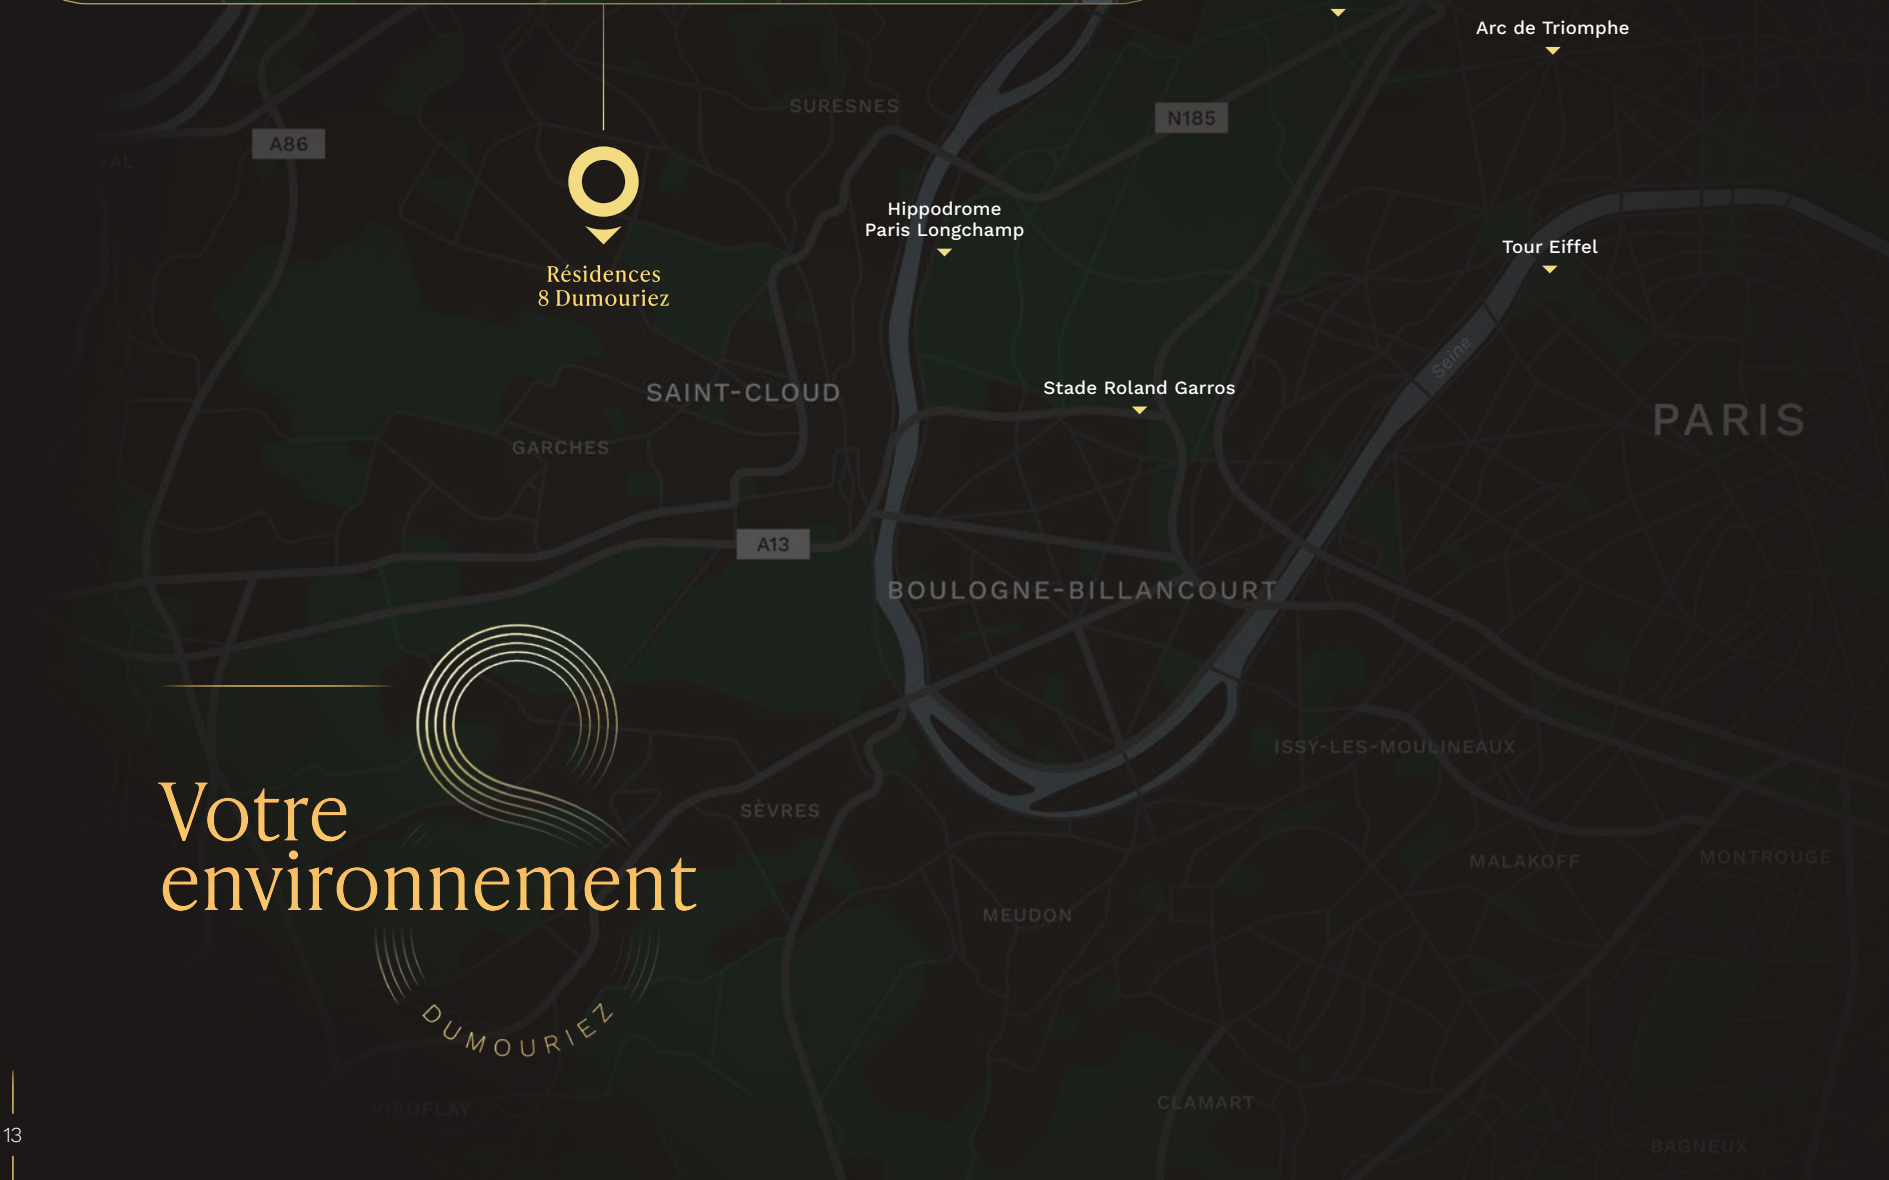 Arc de Triomphe
SURESNES
N185
A86
VAL
Hippodrome
Paris Longchamp
Tour Eiffel
Résidences
8 Dumouriez
Seine
Stade Roland Garros
SAINT-CLOUD
PARIS
GARCHES
A13
BOULOGNE-BILLANCOURT
ISSY-LES-MOULINEAUX
Votre
environnement
SÈVRES
MALAKOFF
MONTROUGE
MEUDON
8
DUMOURIEZ
VIROFLAY
CLAMART
13
BAGNEUX